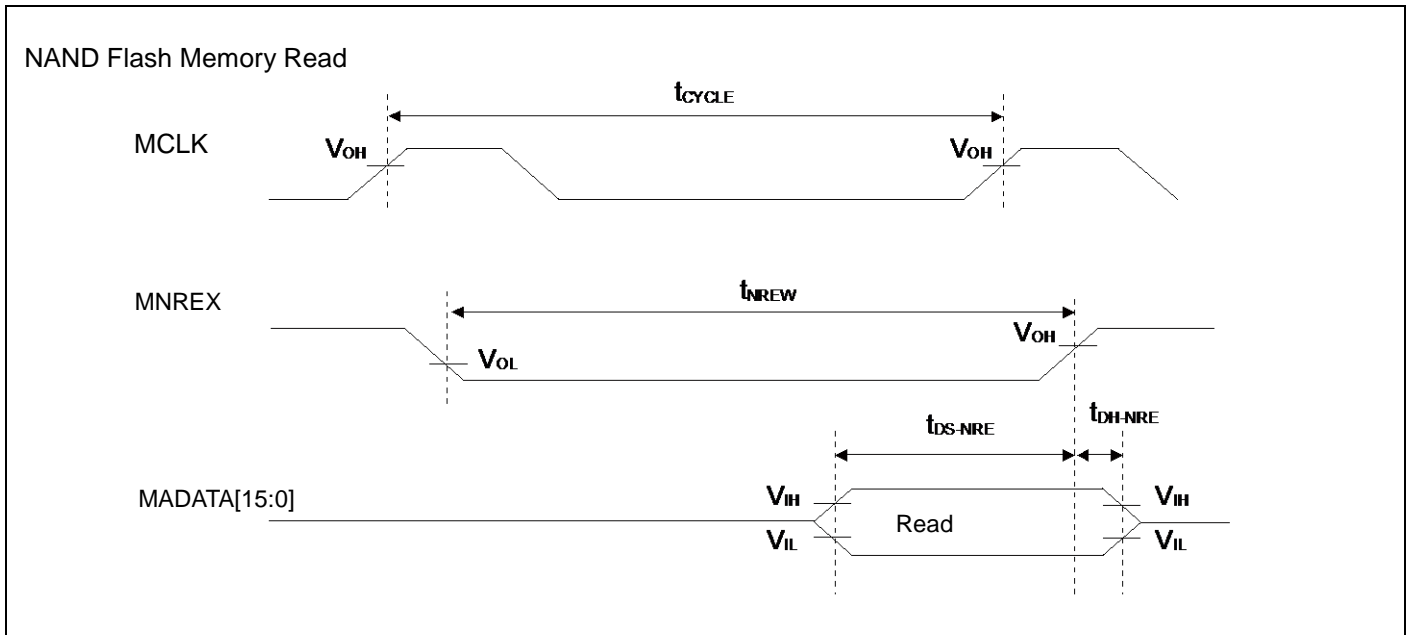 NAND Flash Memory Read
tCYCLE
MCLK
VOH
VOH
tNREW
MNREX
VOH
VOL
tDS-NRE
tDH-NRE
MADATA[15:0]
VIH
VIH
Read
VIL
VIL